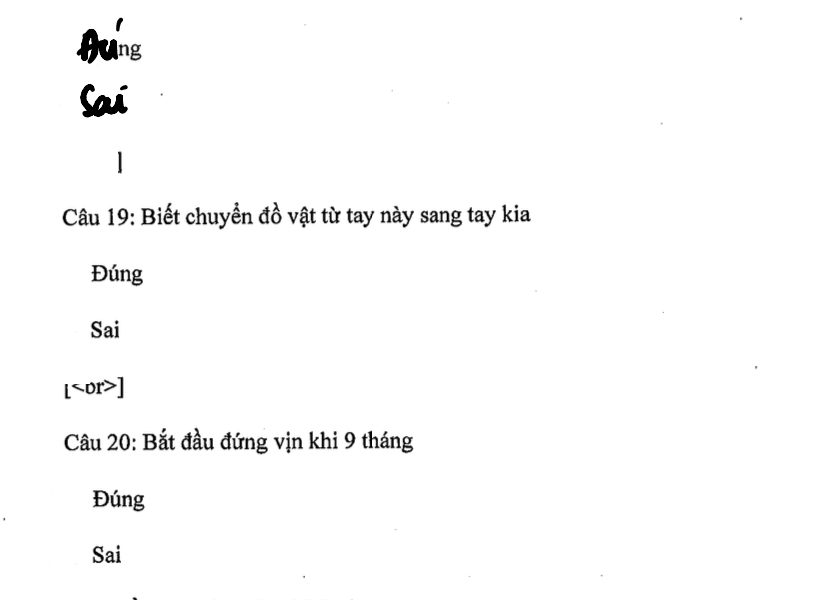 Đúng
Sai
]
Câu 19: Biết chuyển đồ vật từ tay này sang tay kia
Đúng
Sai
[<or>]
Câu 20: Bắt đầu đứng vịn khi 9 tháng
Đúng
Sai